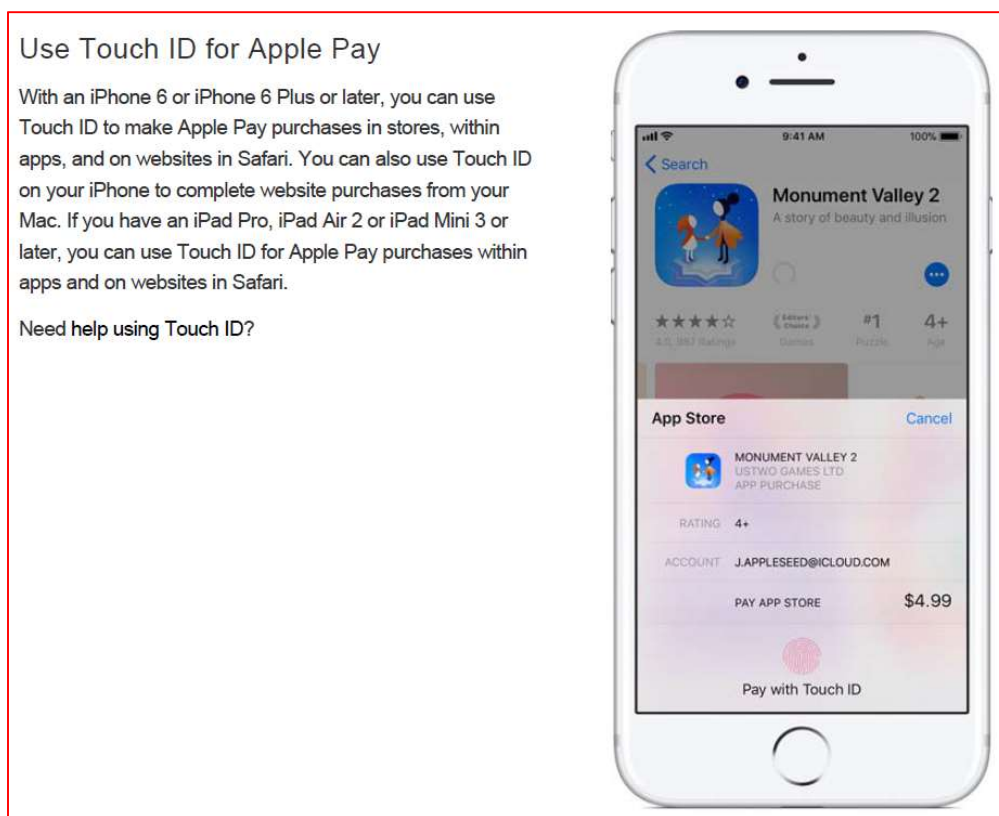 Use Touch ID for Apple Pay
With an iPhone 6 or iPhone 6 Plus or later, you can use
Touch ID to make Apple Pay purchases in stores, within
apps, and on websites in Safari. You can also use Touch ID
on your iPhone to complete website purchases from your
Mac. If you have an iPad Pro, iPad Air 2 or iPad Mini 3 or
later, you can use Touch ID for Apple Pay purchases within
apps and on websites in Safari.
Need help using Touch ID?
9:41 AM 100%
Search
Monument Valley 2
A story of beauty and illusion
Editors' Choice #1 4+
Ratings Games Puzzle Age
App Store Cancel
MONUMENT VALLEY 2
USTWO GAMES LTD
APP PURCHASE
RATING 4+
ACCOUNT J.APPLESEED@ICLOUD.COM
PAY APP STORE $4.99
Pay with Touch ID